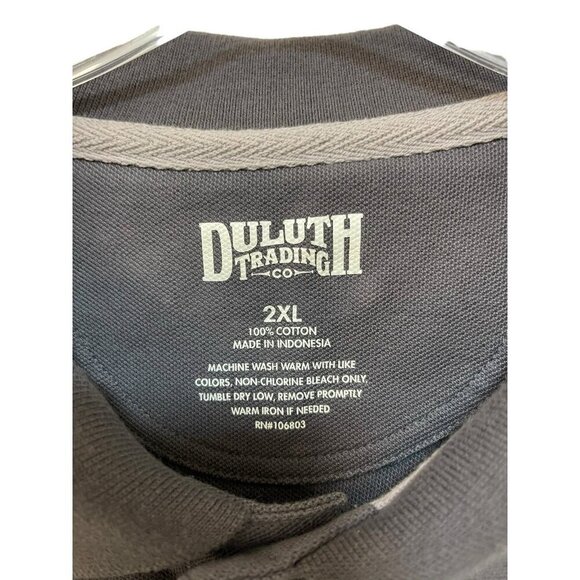 DULUTH
TRADING
CO
2XL
100% COTTON
MADE IN INDONESIA
MACHINE WASH WARM WITH LIKE
COLORS, NON-CHLORINE BLEACH ONLY,
TUMBLE DRY LOW, REMOVE PROMPTLY
WARM IRON IF NEEDED
RN#106803